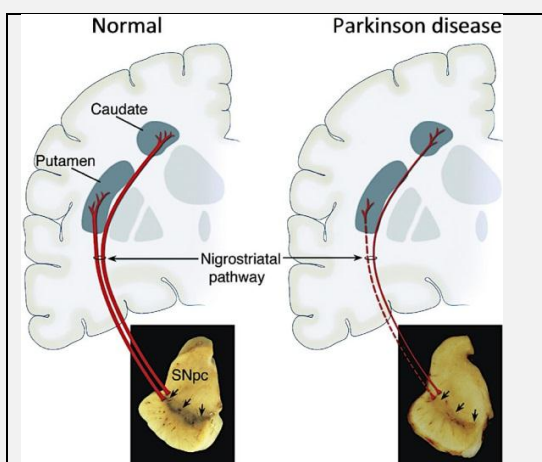 Normal
Parkinson disease
Caudate
Putamen
Nigrostriatal
pathway
SNpc